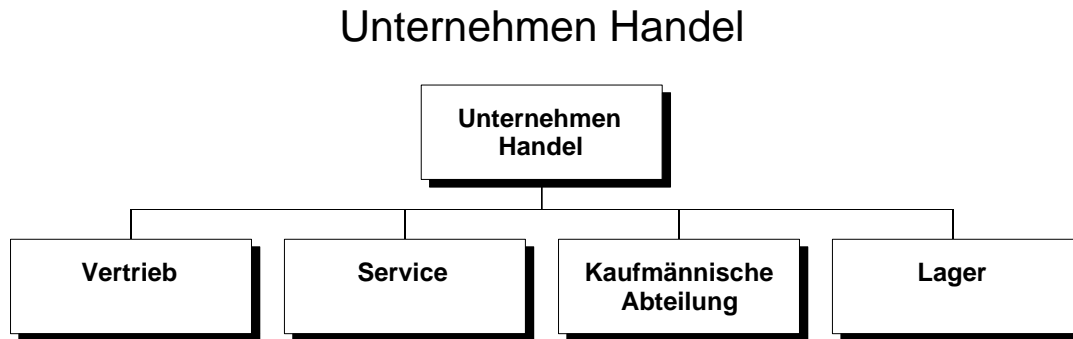 Unternehmen Handel
Unternehmen
Handel
Vertrieb
Service
Kaufmännische
Abteilung
Lager